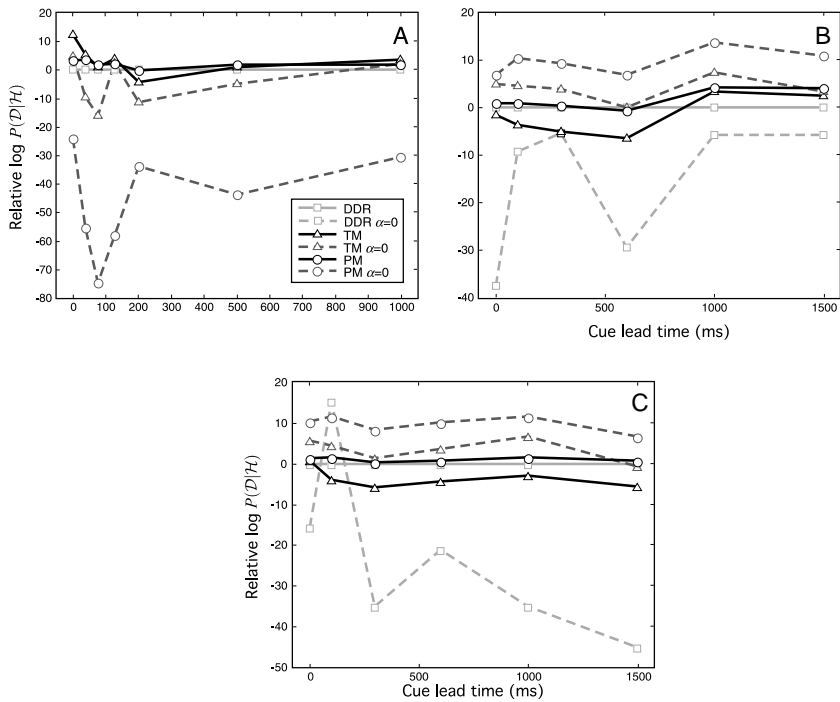 A
Relative log P(D|H)
20
10
0
-10
-20
-30
-40
-50
-60
-70
-80
0 100 200 300 400 500 600 700 800 900 1000
DDR
DDR α=0
TM
TM α=0
PM
PM α=0
B
20
10
0
-10
-20
-30
-40
0 500 1000 1500
Cue lead time (ms)
C
Relative log P(D|H)
20
10
0
-10
-20
-30
-40
-50
0 500 1000 1500
Cue lead time (ms)